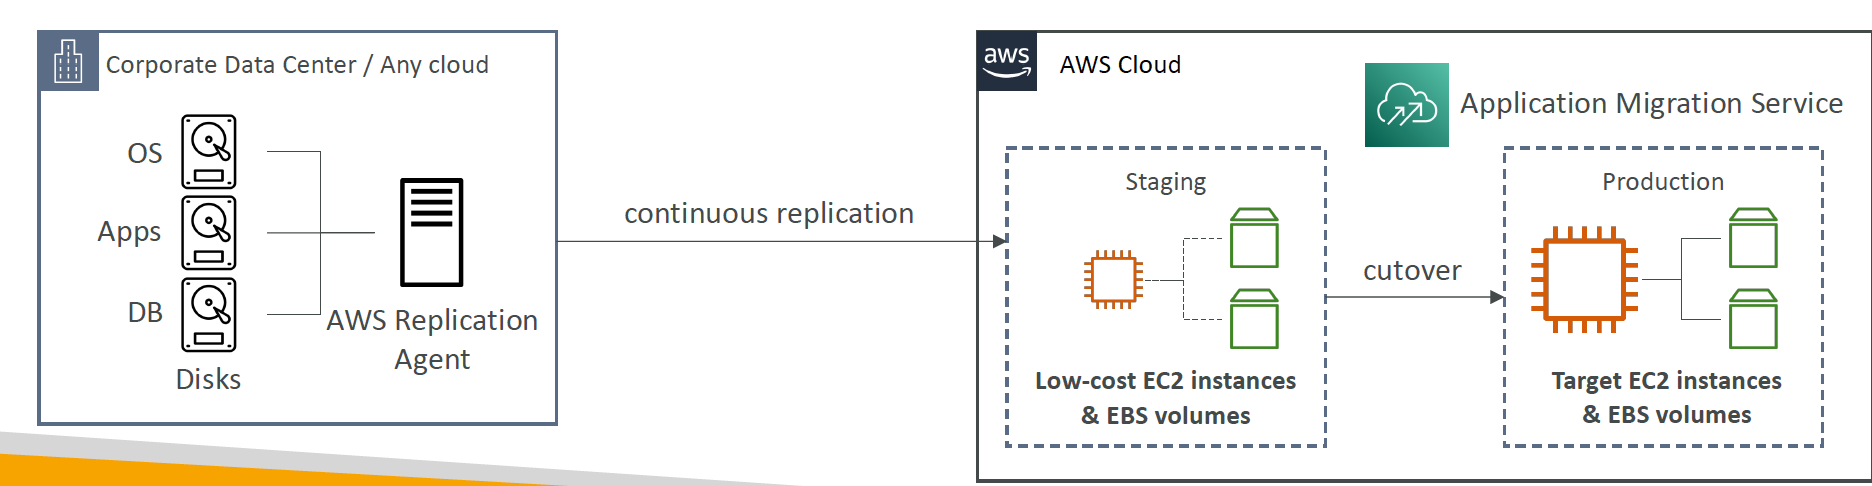 Corporate Data Center / Any cloud
OS
Apps
DB
Disks
AWS Replication
Agent
continuous replication
aws
AWS Cloud
Application Migration Service
Staging
Low-cost EC2 instances
& EBS volumes
cutover
Production
Target EC2 instances
& EBS volumes